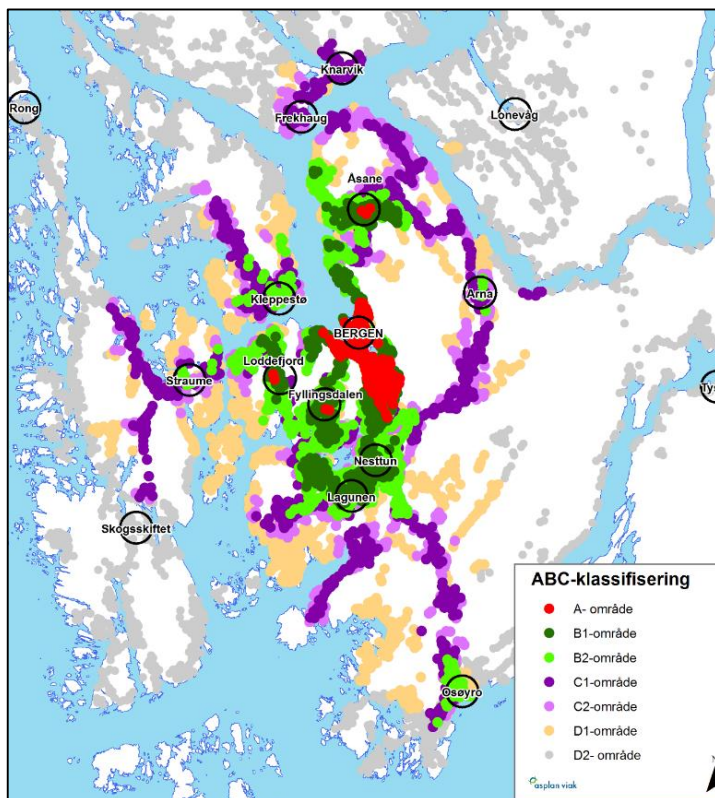 Knarvik
Rong
Frekhaug
Lonevåg
Åsane
Kleppestø
Arna
BERGEN
Loddefjord
Straume
Fyllingsdalen
Tys
Nesttun
Lagunen
Skogsskiftet
Osøyro
ABC-klassifisering
A- område
B1-område
B2-område
C1-område
C2-område
D1-område
D2- område
asplan viak